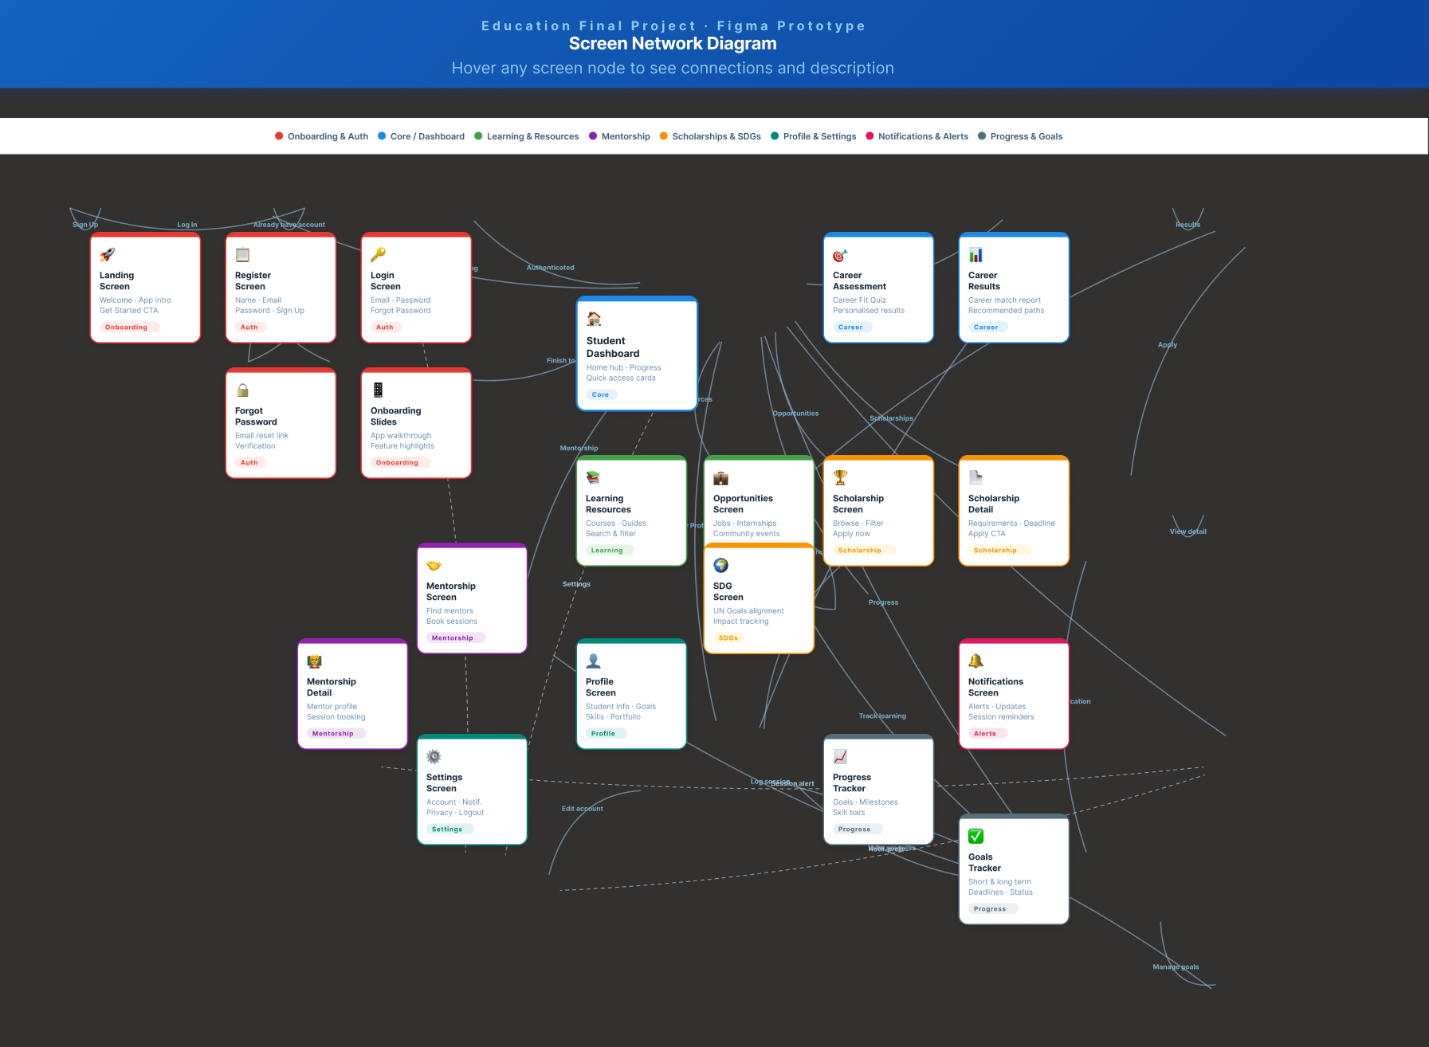 Education Final Project · Figma Prototype
Screen Network Diagram
Hover any screen node to see connections and description
Onboarding & Auth
Core / Dashboard
Learning & Resources
Mentorship
Scholarships & SDGs
Profile & Settings
Notifications & Alerts
Progress & Goals
Sign Up
Log In
Already have account
Authenticated
Results
Landing
Screen
Welcome · App intro
Get Started CTA
Onboarding
Register
Screen
Name · Email
Password · Sign Up
Auth
Login
Screen
Email · Password
Forgot Password
Auth
Student
Dashboard
Home hub · Progress
Quick access cards
Core
Career
Assessment
Career Fit Quiz
Personalised results
Career
Career
Results
Career match report
Recommended paths
Career
Apply
Finish to
Forgot
Password
Email reset link
Verification
Auth
Onboarding
Slides
App walkthrough
Feature highlights
Onboarding
Opportunities
Scholarships
Mentorship
Learning
Resources
Courses · Guides
Search & filter
Learning
Opportunities
Screen
Jobs · Internships
Community events
Scholarship
Screen
Browse · Filter
Apply now
Scholarship
Scholarship
Detail
Requirements · Deadline
Apply CTA
Scholarship
View detail
Mentorship
Screen
Find mentors
Book sessions
Mentorship
Settings
SDG
Screen
UN Goals alignment
Impact tracking
SDGs
Progress
Mentorship
Detail
Mentor profile
Session booking
Mentorship
Profile
Screen
Student info · Goals
Skills · Portfolio
Profile
Notifications
Screen
Alerts · Updates
Session reminders
Alerts
Track learning
Settings
Screen
Account · Notif.
Privacy · Logout
Settings
Log session
Session alert
Edit account
Progress
Tracker
Goals · Milestones
Skill bars
Progress
Goals
Tracker
Short & long term
Deadlines · Status
Progress
Manage goals